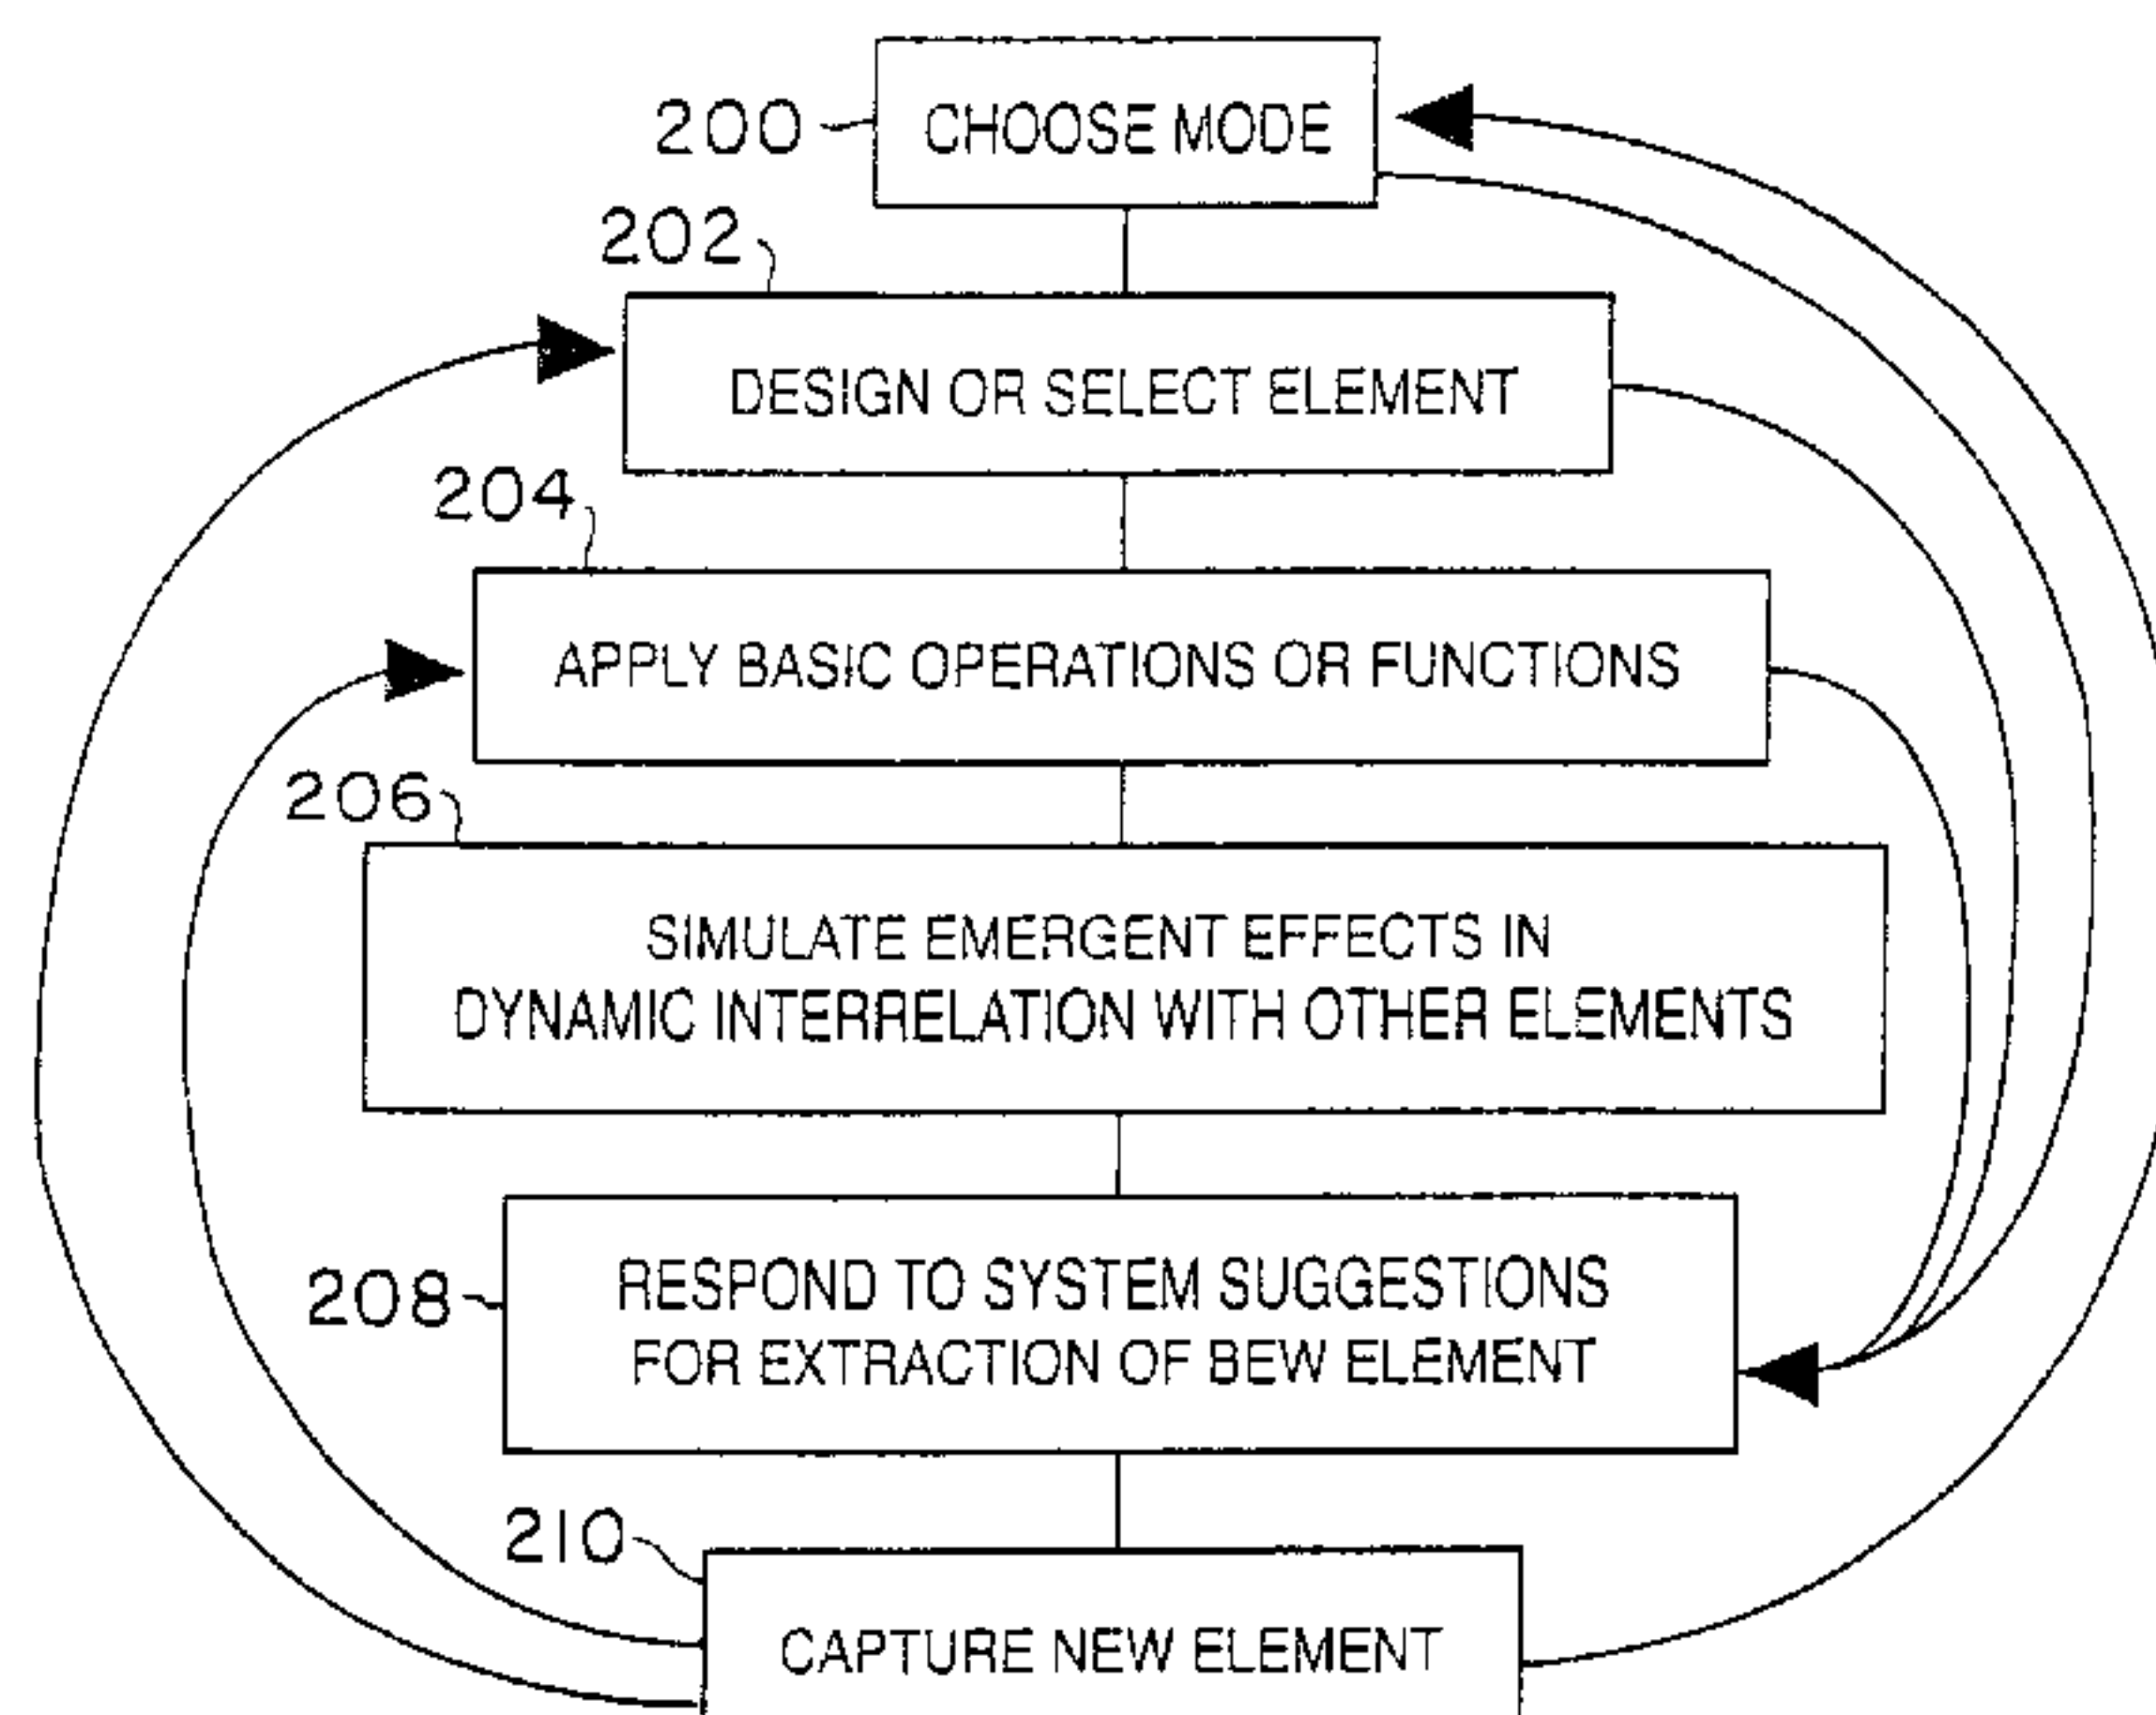 200
CHOOSE MODE
202
DESIGN OR SELECT ELEMENT
204
APPLY BASIC OPERATIONS OR FUNCTIONS
206
SIMULATE EMERGENT EFFECTS IN
DYNAMIC INTERRELATION WITH OTHER ELEMENTS
208
RESPOND TO SYSTEM SUGGESTIONS
FOR EXTRACTION OF BEW ELEMENT
210
CAPTURE NEW ELEMENT